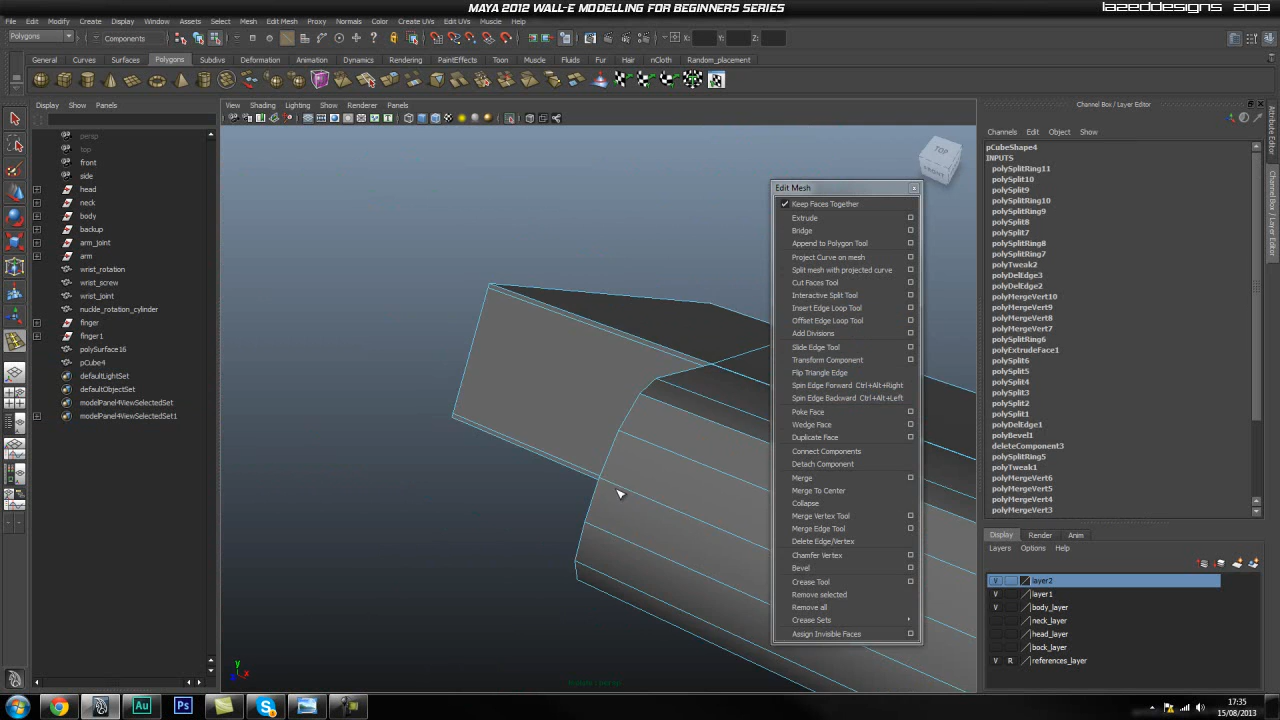 MAYA 2012 WALL-E MODELLING FOR BEGINNERS SERIES
LAZEDDESIGNS 2013
File Edit Modify Create Display Window Assets Select Mesh Edit Mesh Proxy Normals Color Create UVs Edit UVs Muscle Help
Polygons Components X: Y: Z:
General Curves Surfaces Polygons Subdivs Deformation Animation Dynamics Rendering PaintEffects Toon Muscle Fluids Fur Hair nCloth Random_placement
Display Show Panels
View Shading Lighting Show Renderer Panels
Channel Box / Layer Editor
persp
top
front
side
head
neck
body
backup
arm_joint
arm
wrist_rotation
wrist_screw
wrist_joint
nuckle_rotation_cylinder
finger
finger1
polySurface16
pCube4
defaultLightSet
defaultObjectSet
modelPanel4ViewSelectedSet
modelPanel4ViewSelectedSet1
TOP
Edit Mesh
Keep Faces Together
Extrude
Bridge
Append to Polygon Tool
Project Curve on mesh
Split mesh with projected curve
Cut Faces Tool
Interactive Split Tool
Insert Edge Loop Tool
Offset Edge Loop Tool
Add Divisions
Slide Edge Tool
Transform Component
Flip Triangle Edge
Spin Edge Forward Ctrl+Alt+Right
Spin Edge Backward Ctrl+Alt+Left
Poke Face
Wedge Face
Duplicate Face
Connect Components
Detach Component
Merge
Merge To Center
Collapse
Merge Vertex Tool
Merge Edge Tool
Delete Edge/Vertex
Chamfer Vertex
Bevel
Crease Tool
Remove selected
Remove all
Crease Sets
Assign Invisible Faces
y
x
Channels Edit Object Show
pCubeShape4
INPUTS
polySplitRing11
polySplit10
polySplit9
polySplitRing10
polySplitRing9
polySplit8
polySplit7
polySplitRing8
polySplitRing7
polyTweak2
polyDelEdge3
polyDelEdge2
polyMergeVert10
polyMergeVert9
polyMergeVert8
polyMergeVert7
polySplitRing6
polyExtrudeFace1
polySplit6
polySplit5
polySplit4
polySplit3
polySplit2
polySplit1
polyDelEdge1
polyBevel1
deleteComponent3
polySplitRing5
polyTweak1
polyMergeVert6
polyMergeVert5
polyMergeVert4
polyMergeVert3
Display Render Anim
Layers Options Help
V layer2
V layer1
V body_layer
neck_layer
head_layer
bock_layer
V R references_layer
Attribute Editor
Channel Box / Layer Editor
Au Ps
17:35
15/08/2013